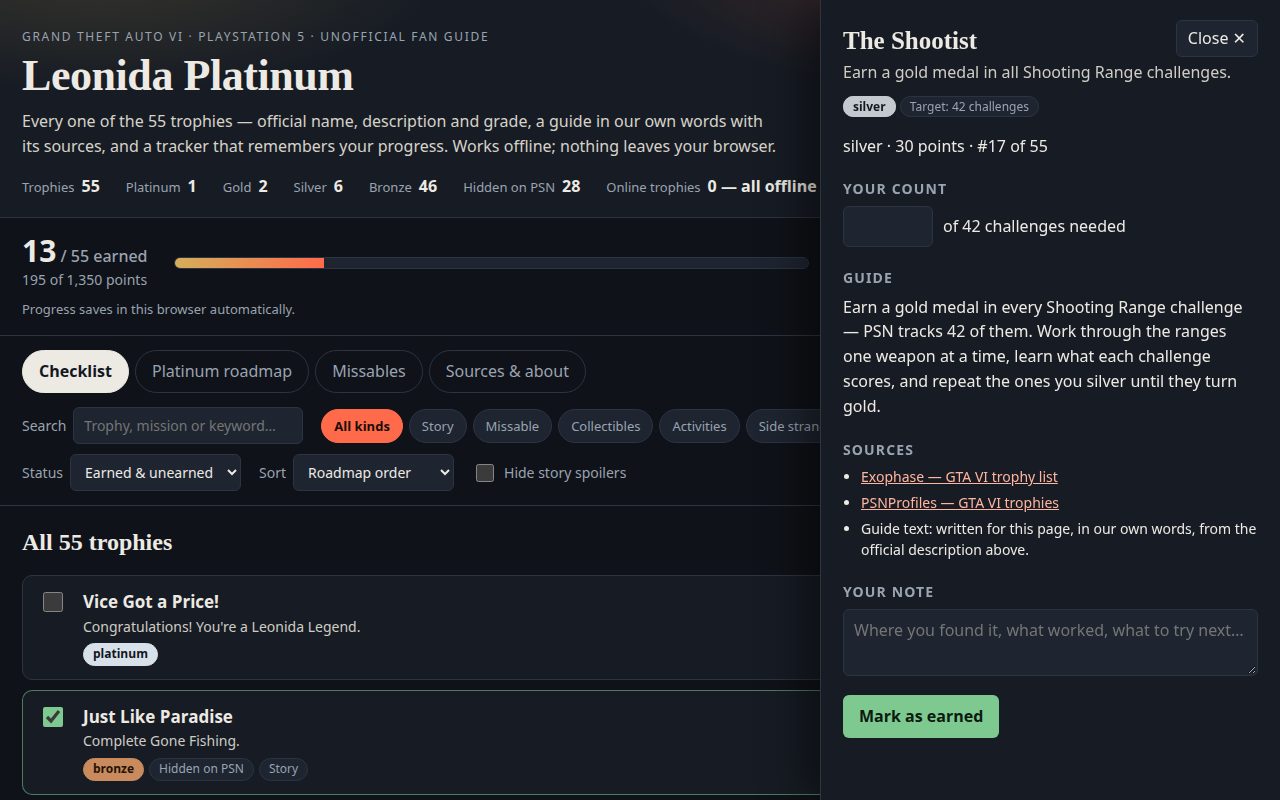 GRAND THEFT AUTO VI · PLAYSTATION 5 · UNOFFICIAL FAN GUIDE
Leonida Platinum
Every one of the 55 trophies — official name, description and grade, a guide in our own words with
its sources, and a tracker that remembers your progress. Works offline; nothing leaves your browser.
Trophies 55 Platinum 1 Gold 2 Silver 6 Bronze 46 Hidden on PSN 28 Online trophies 0 — all offline
13 / 55 earned
195 of 1,350 points
Progress saves in this browser automatically.
Checklist Platinum roadmap Missables Sources & about
Search Trophy, mission or keyword... All kinds Story Missable Collectibles Activities Side stran
Status Earned & unearned Sort Roadmap order Hide story spoilers
All 55 trophies
Vice Got a Price!
Congratulations! You're a Leonida Legend.
platinum
Just Like Paradise
Complete Gone Fishing.
bronze Hidden on PSN Story
The Shootist
Close ✕
Earn a gold medal in all Shooting Range challenges.
silver Target: 42 challenges
silver · 30 points · #17 of 55
YOUR COUNT
of 42 challenges needed
GUIDE
Earn a gold medal in every Shooting Range challenge
— PSN tracks 42 of them. Work through the ranges
one weapon at a time, learn what each challenge
scores, and repeat the ones you silver until they turn
gold.
SOURCES
• Exophase — GTA VI trophy list
• PSNProfiles — GTA VI trophies
• Guide text: written for this page, in our own words, from the
official description above.
YOUR NOTE
Where you found it, what worked, what to try next...
Mark as earned